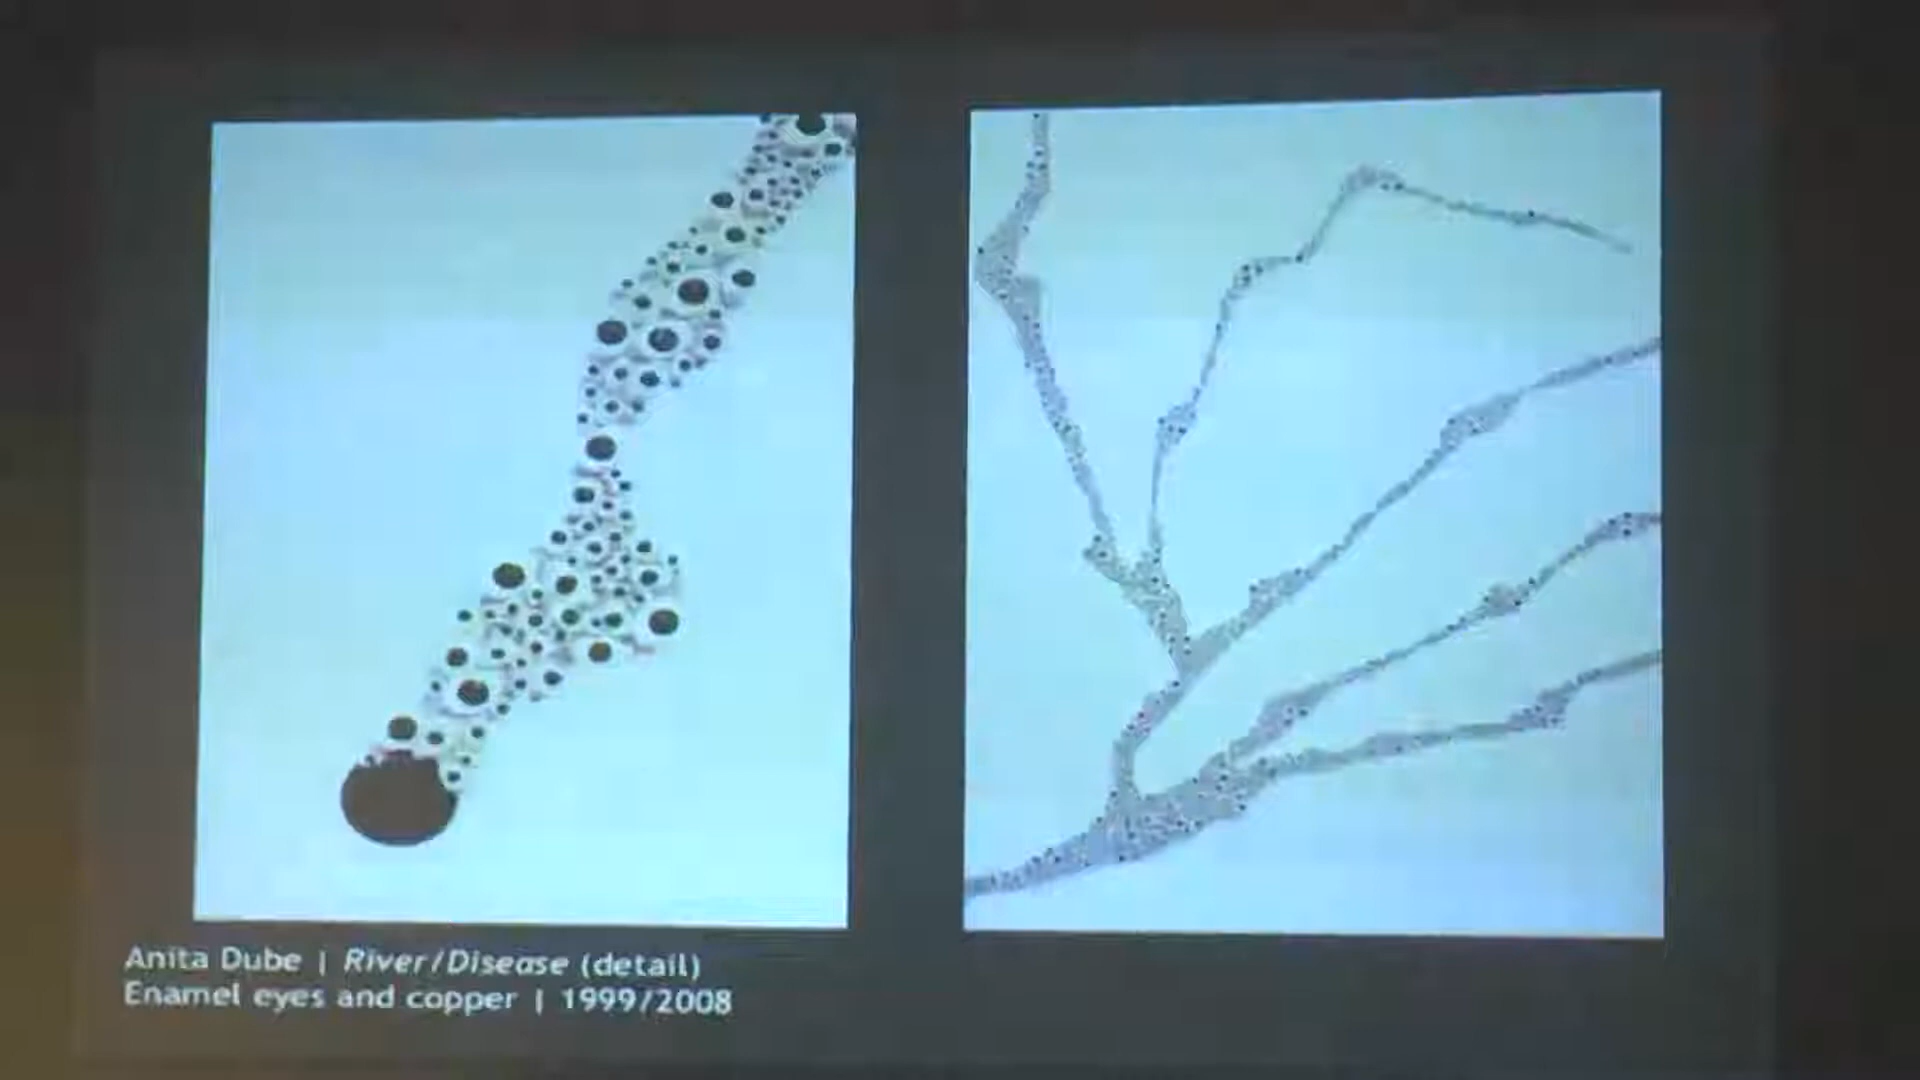 Anita Dube | River/Disease (detail)
Enamel eyes and copper | 1999/2008